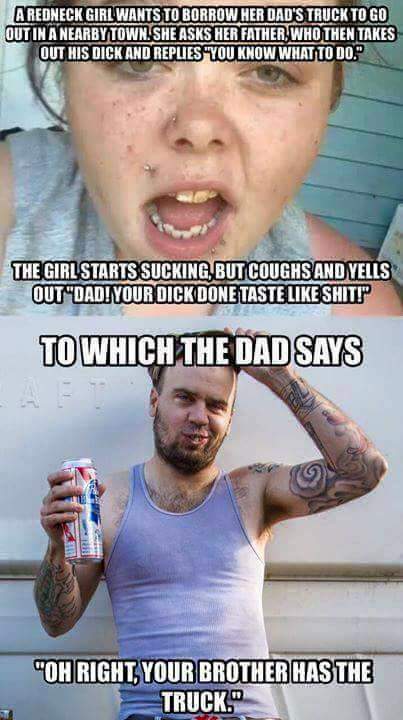 A REDNECK GIRL WANTS TO BORROW HER DAD'S TRUCK TO GO
OUT IN A NEARBY TOWN. SHE ASKS HER FATHER, WHO THEN TAKES
OUT HIS DICK AND REPLIES "YOU KNOW WHAT TO DO."
THE GIRL STARTS SUCKING, BUT COUGHS AND YELLS
OUT "DAD! YOUR DICK DONE TASTE LIKE SHIT!"
TO WHICH THE DAD SAYS
"OH RIGHT, YOUR BROTHER HAS THE
TRUCK."